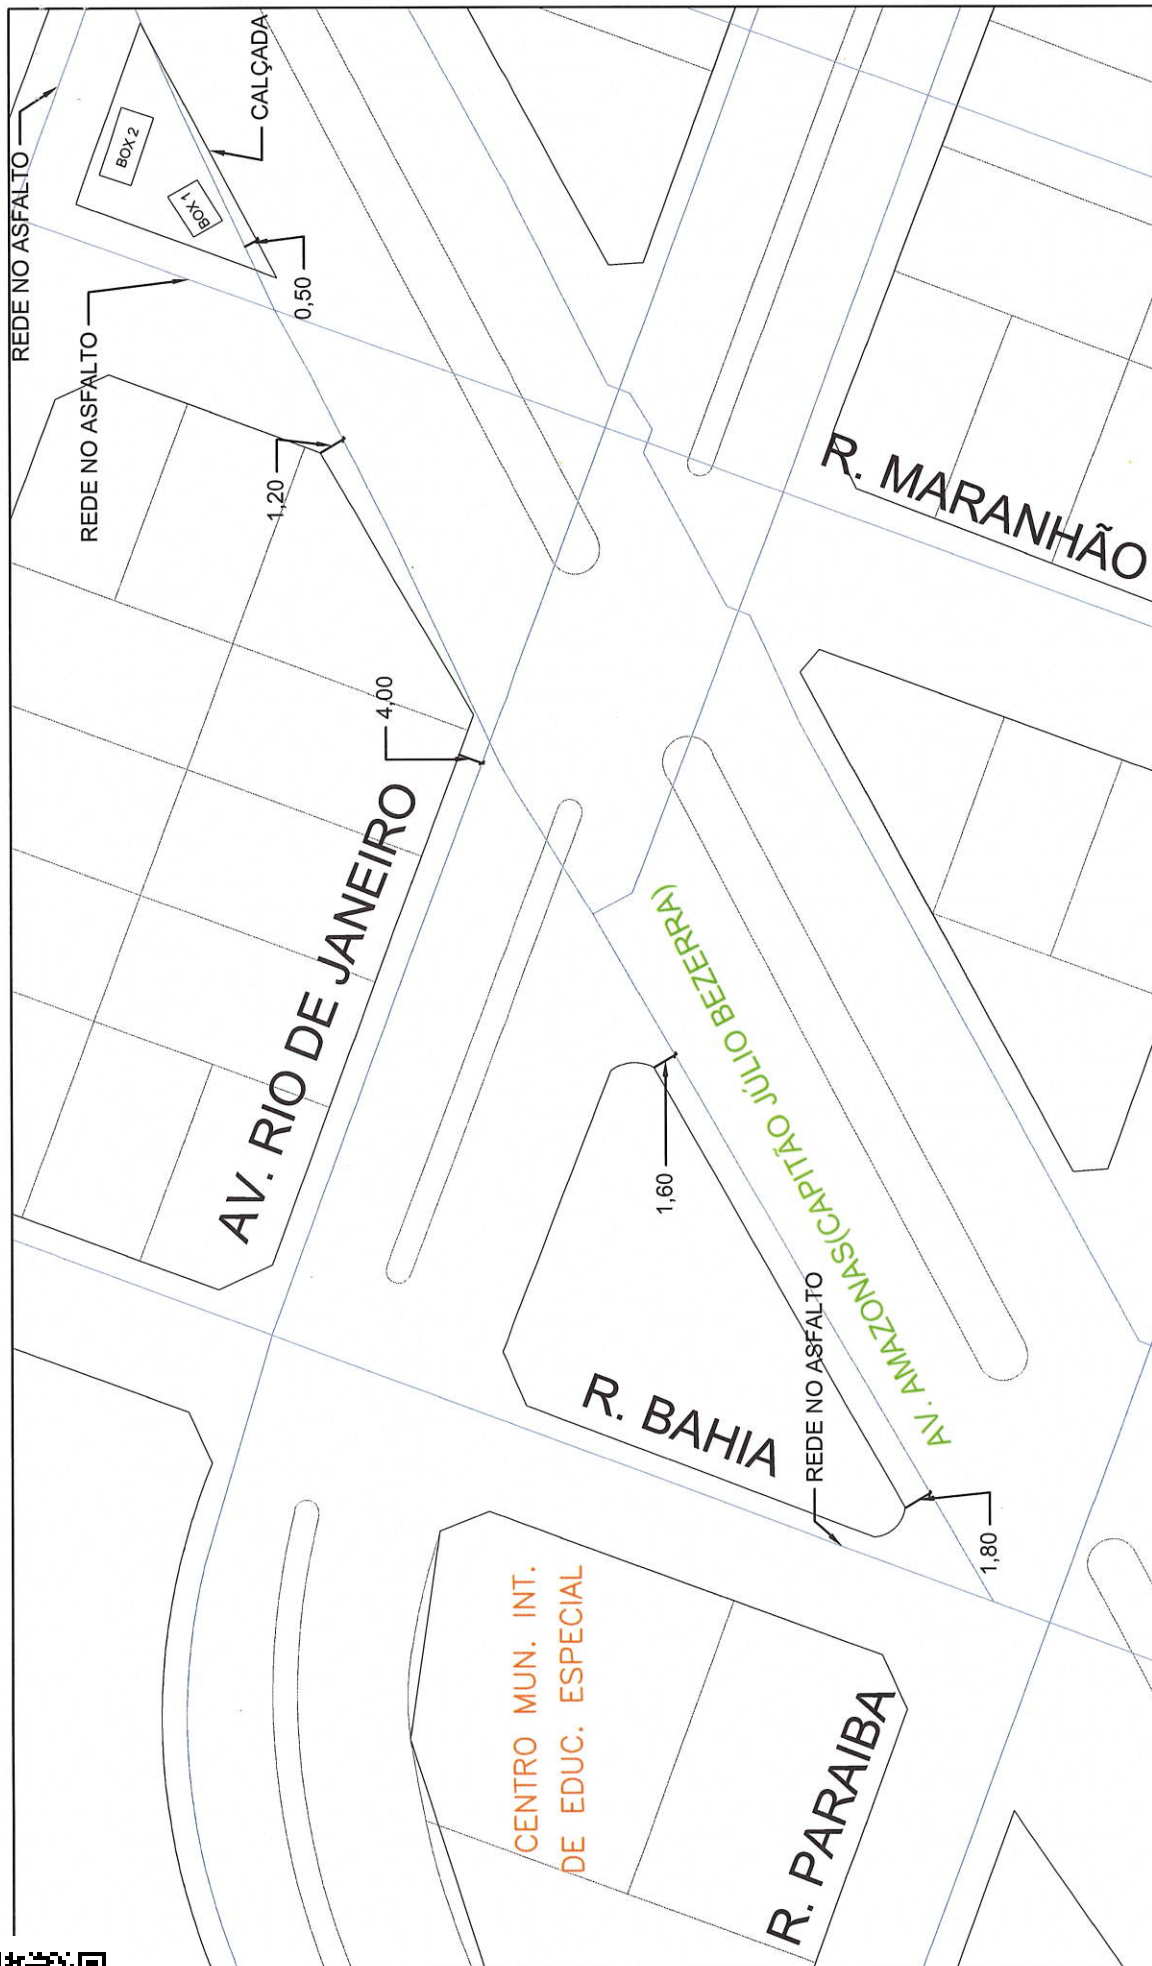 REDE NO ASFALTO
BOX 2
BOX 1
CALÇADA
REDE NO ASFALTO
0,50
1,20
4,00
R. MARANHÃO
AV. RIO DE JANEIRO
AV. AMAZONAS(CAPITÃO JÚLIO BEZERRA)
1,60
R. BAHIA
REDE NO ASFALTO
1,80
CENTRO MUN. INT.
DE EDUC. ESPECIAL
R. PARAIBA